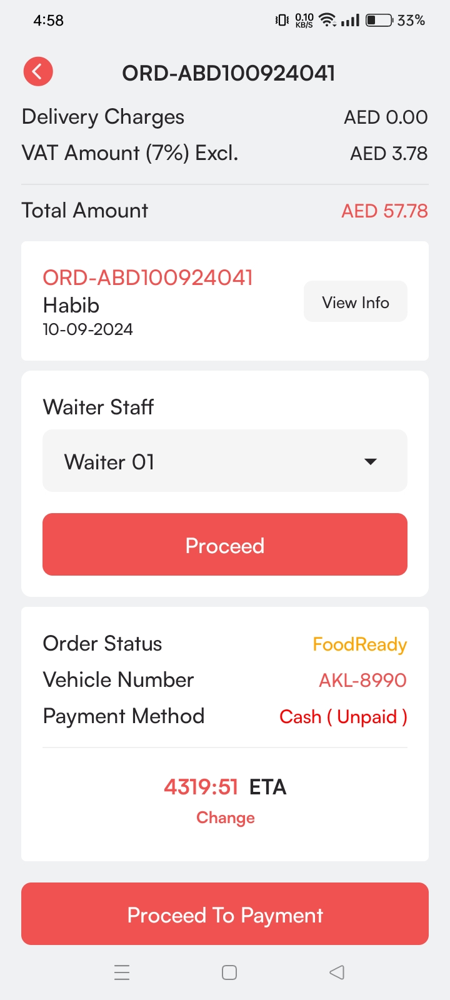 4:58 0.10 KB/S 33%
ORD-ABD100924041
Delivery Charges AED 0.00
VAT Amount (7%) Excl. AED 3.78
Total Amount AED 57.78
ORD-ABD100924041
Habib
10-09-2024
View Info
Waiter Staff
Waiter 01
Proceed
Order Status FoodReady
Vehicle Number AKL-8990
Payment Method Cash ( Unpaid )
4319:51 ETA
Change
Proceed To Payment